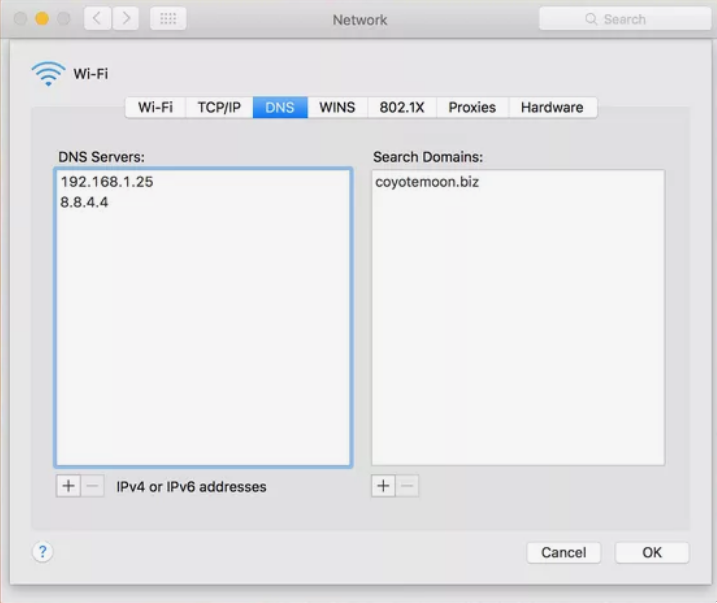 Network
Search
Wi-Fi
Wi-Fi TCP/IP DNS WINS 802.1X Proxies Hardware
DNS Servers:
192.168.1.25
8.8.4.4
Search Domains:
coyotemoon.biz
+ − IPv4 or IPv6 addresses
+ −
? Cancel OK